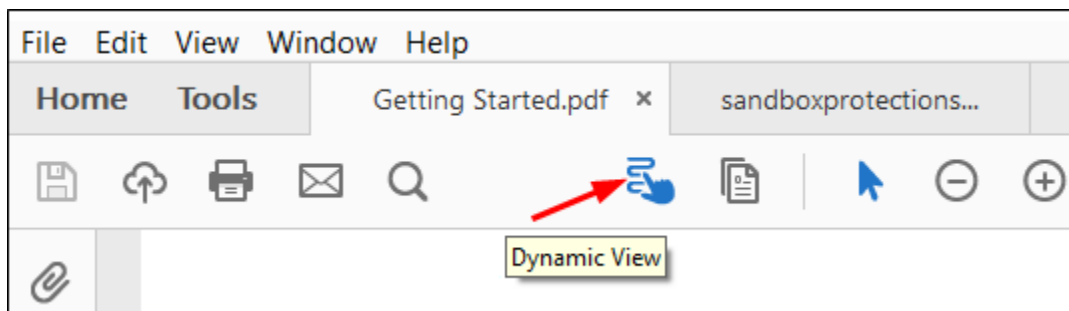 File Edit View Window Help
Home Tools Getting Started.pdf × sandboxprotections...
Dynamic View